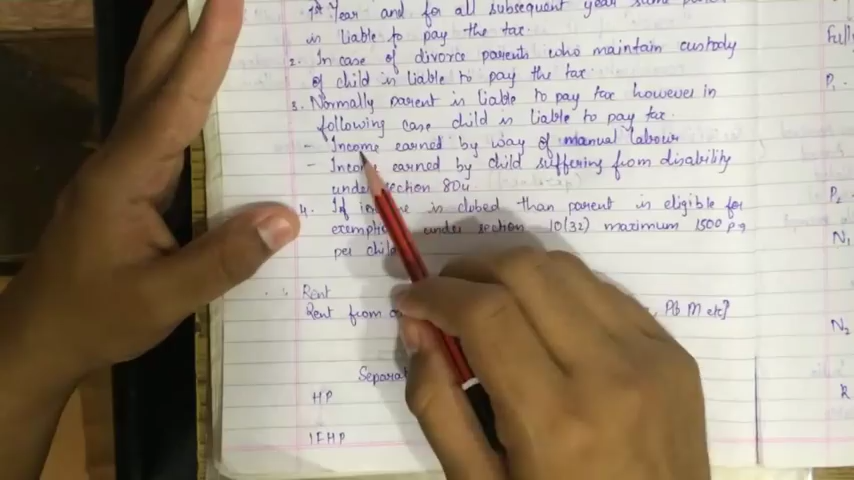 1st Year and for all subsequent year same
is liable to pay the tax.
2. In case of divorce parents who maintain custody
of child is liable to pay the tax.
3. Normally parent is liable to pay tax however in
following case child is liable to pay tax.
- Income earned by way of manual labour
- Income earned by child suffering from disability
under section 80u.
4. If is clubed than parent is eligible for
under section 10(32) maximum 1500 p.a
per child
Rent
Rent from P& M etc?
HP
IFHP
Fully
P1
P2
N1
N2
R